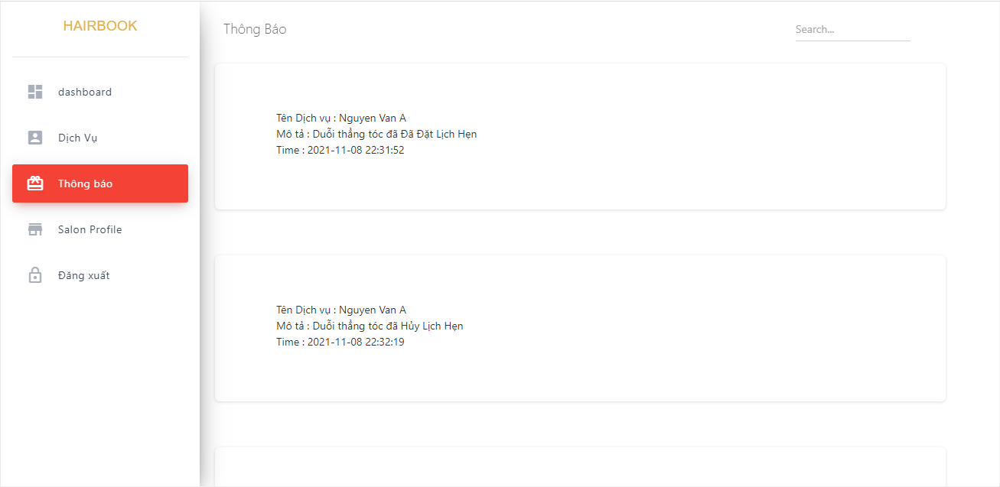 HAIRBOOK
dashboard
Dịch Vụ
Thông báo
Salon Profile
Đăng xuất
Thông Báo
Search...
Tên Dịch vụ : Nguyen Van A
Mô tả : Duỗi thẳng tóc đã Đã Đặt Lịch Hẹn
Time : 2021-11-08 22:31:52
Tên Dịch vụ : Nguyen Van A
Mô tả : Duỗi thẳng tóc đã Hủy Lịch Hẹn
Time : 2021-11-08 22:32:19